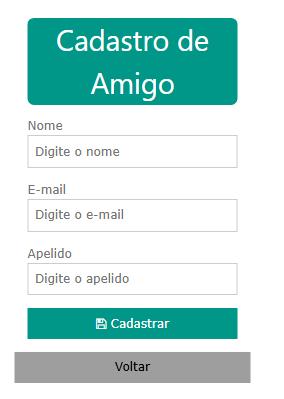 Cadastro de
Amigo
Nome
Digite o nome
E-mail
Digite o e-mail
Apelido
Digite o apelido
Cadastrar
Voltar